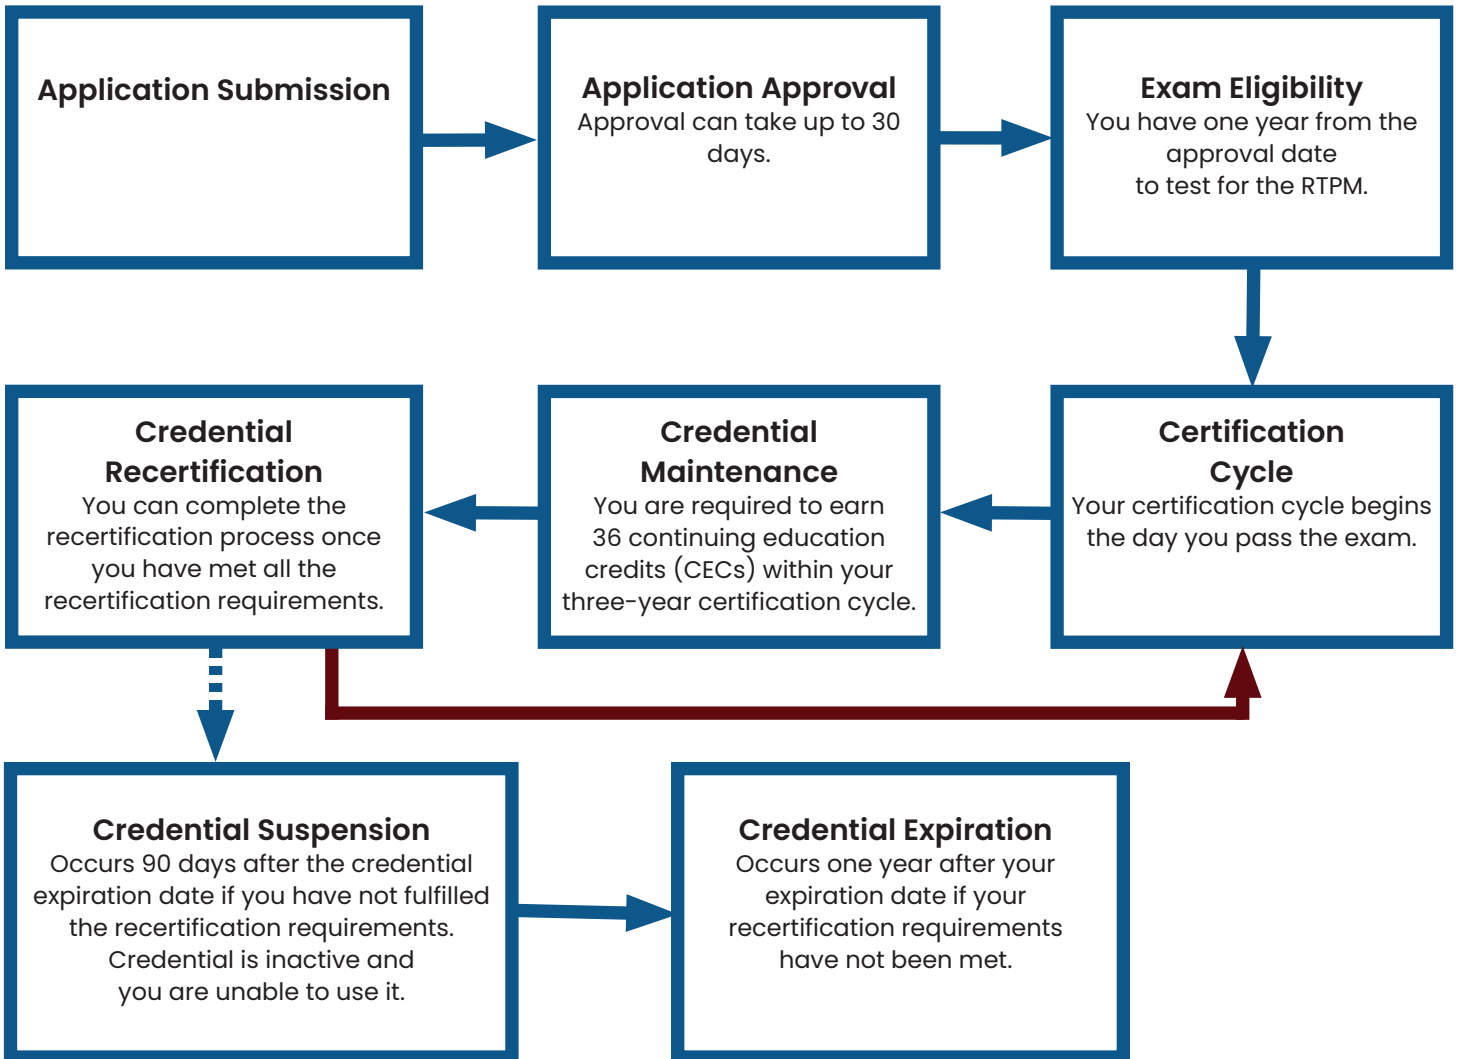 Application Submission
Application Approval
Approval can take up to 30
days.
Exam Eligibility
You have one year from the
approval date
to test for the RTPM.
Credential
Recertification
You can complete the
recertification process once
you have met all the
recertification requirements.
Credential
Maintenance
You are required to earn
36 continuing education
credits (CECs) within your
three-year certification cycle.
Certification
Cycle
Your certification cycle begins
the day you pass the exam.
Credential Suspension
Occurs 90 days after the credential
expiration date if you have not fulfilled
the recertification requirements.
Credential is inactive and
you are unable to use it.
Credential Expiration
Occurs one year after your
expiration date if your
recertification requirements
have not been met.